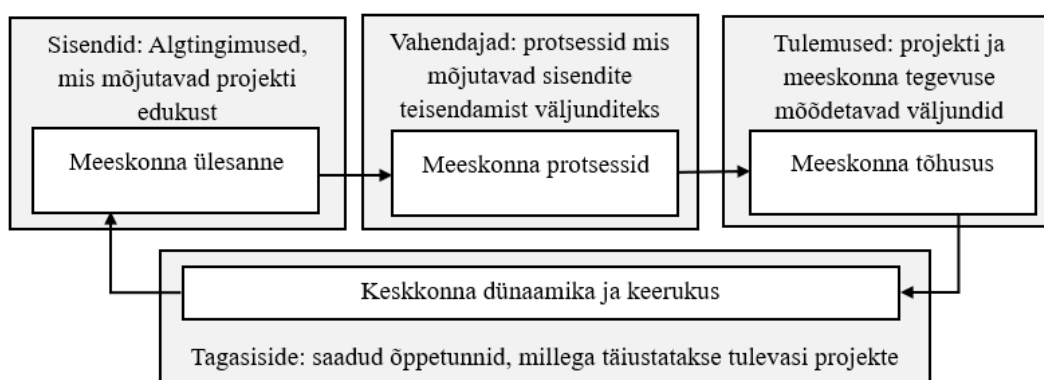 Sisendid: Algtingimused,
mis mõjutavad projekti
edukust
Meeskonna ülesanne
Vahendajad: protsessid mis
mõjutavad sisendite
teisendamist väljunditeks
Meeskonna protsessid
Tulemused: projekti ja
meeskonna tegevuse
mõõdetavad väljundid
Meeskonna tõhusus
Keskkonna dünaamika ja keerukus
Tagasiside: saadud õppetunnid, millega täiustatakse tulevasi projekte